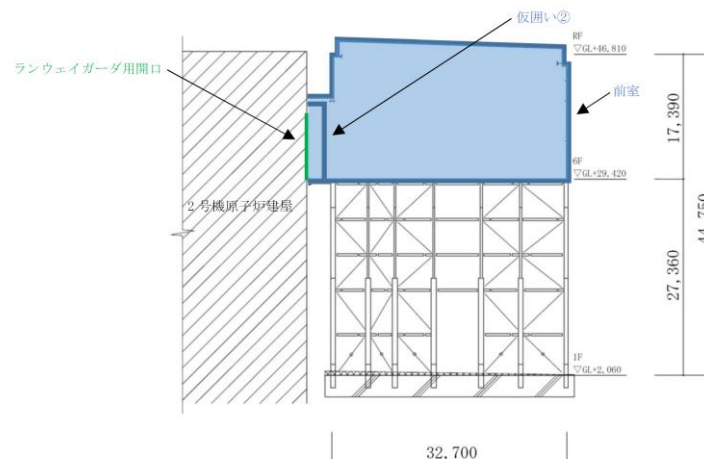 仮囲い②
ランウェイガーダ用開口
RF
▽GL+46,810
前室
17,390
6F
▽GL+29,420
2号機原子炉建屋
44,750
27,360
1F
▽GL+2,060
32,700